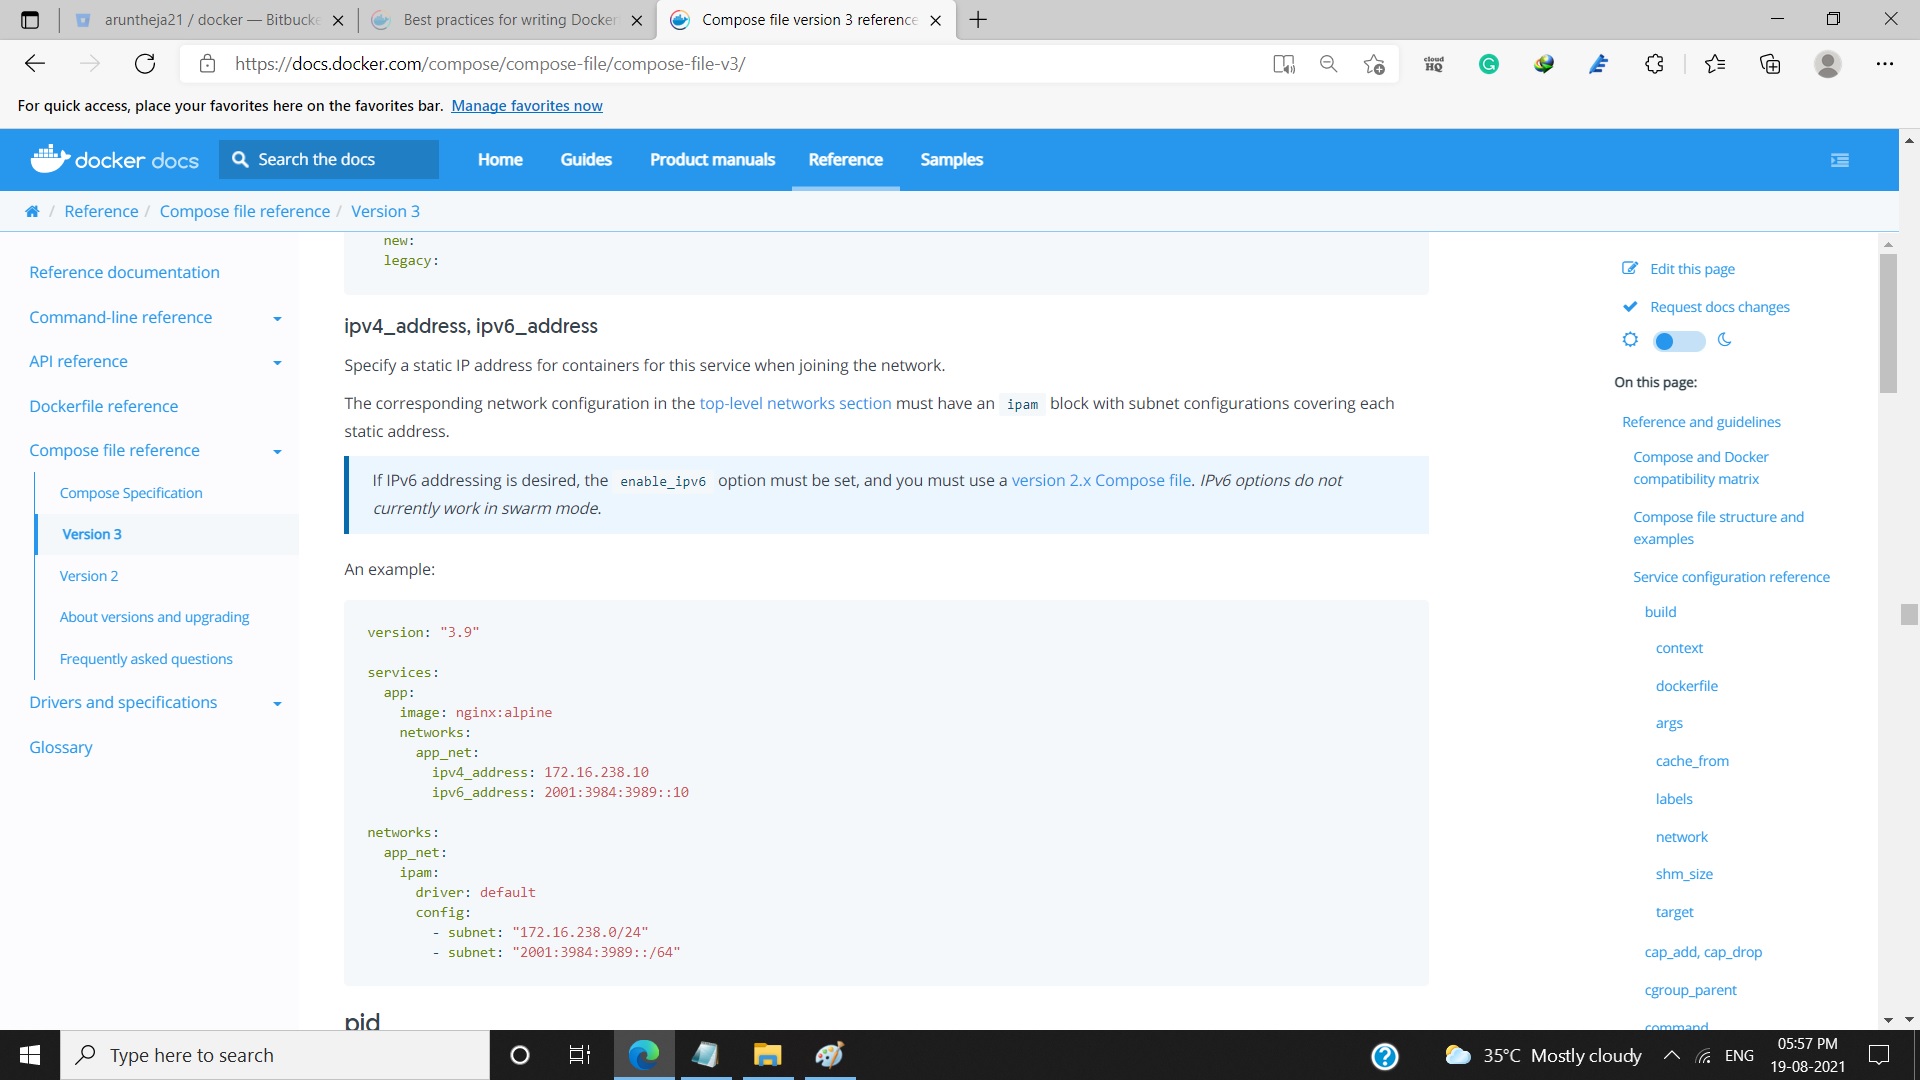 aruntheja21 / docker — Bitbucke
Best practices for writing Docker
Compose file version 3 reference
https://docs.docker.com/compose/compose-file/compose-file-v3/
cloud
HQ
For quick access, place your favorites here on the favorites bar. Manage favorites now
docker docs
Search the docs
Home
Guides
Product manuals
Reference
Samples
/ Reference / Compose file reference / Version 3
Reference documentation
Command-line reference
API reference
Dockerfile reference
Compose file reference
Compose Specification
Version 3
Version 2
About versions and upgrading
Frequently asked questions
Drivers and specifications
Glossary
new:
legacy:
ipv4_address, ipv6_address
Specify a static IP address for containers for this service when joining the network.
The corresponding network configuration in the top-level networks section must have an ipam block with subnet configurations covering each
static address.
If IPv6 addressing is desired, the enable_ipv6 option must be set, and you must use a version 2.x Compose file. IPv6 options do not
currently work in swarm mode.
An example:
version: "3.9"
services:
app:
image: nginx:alpine
networks:
app_net:
ipv4_address: 172.16.238.10
ipv6_address: 2001:3984:3989::10
networks:
app_net:
ipam:
driver: default
config:
- subnet: "172.16.238.0/24"
- subnet: "2001:3984:3989::/64"
pid
Edit this page
Request docs changes
On this page:
Reference and guidelines
Compose and Docker
compatibility matrix
Compose file structure and
examples
Service configuration reference
build
context
dockerfile
args
cache_from
labels
network
shm_size
target
cap_add, cap_drop
cgroup_parent
command
Type here to search
35°C Mostly cloudy
ENG
05:57 PM
19-08-2021